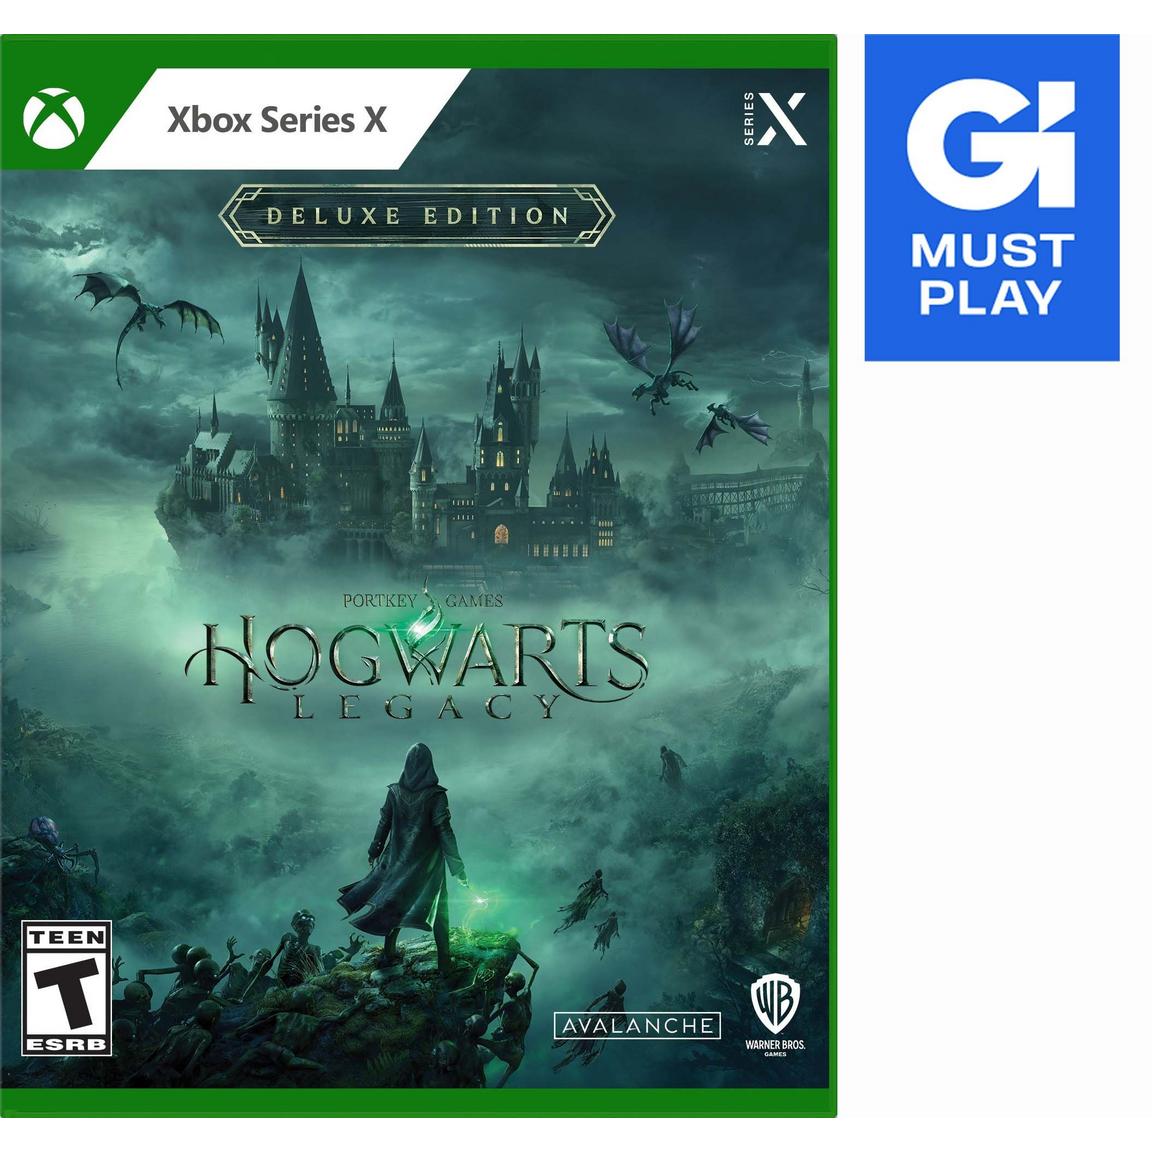 Xbox Series X
SERIES X
DELUXE EDITION
PORTKEY GAMES
HOGWARTS
LEGACY
TEEN
T
ESRB
AVALANCHE
WB
WARNER BROS.
GAMES
Gi
MUST
PLAY